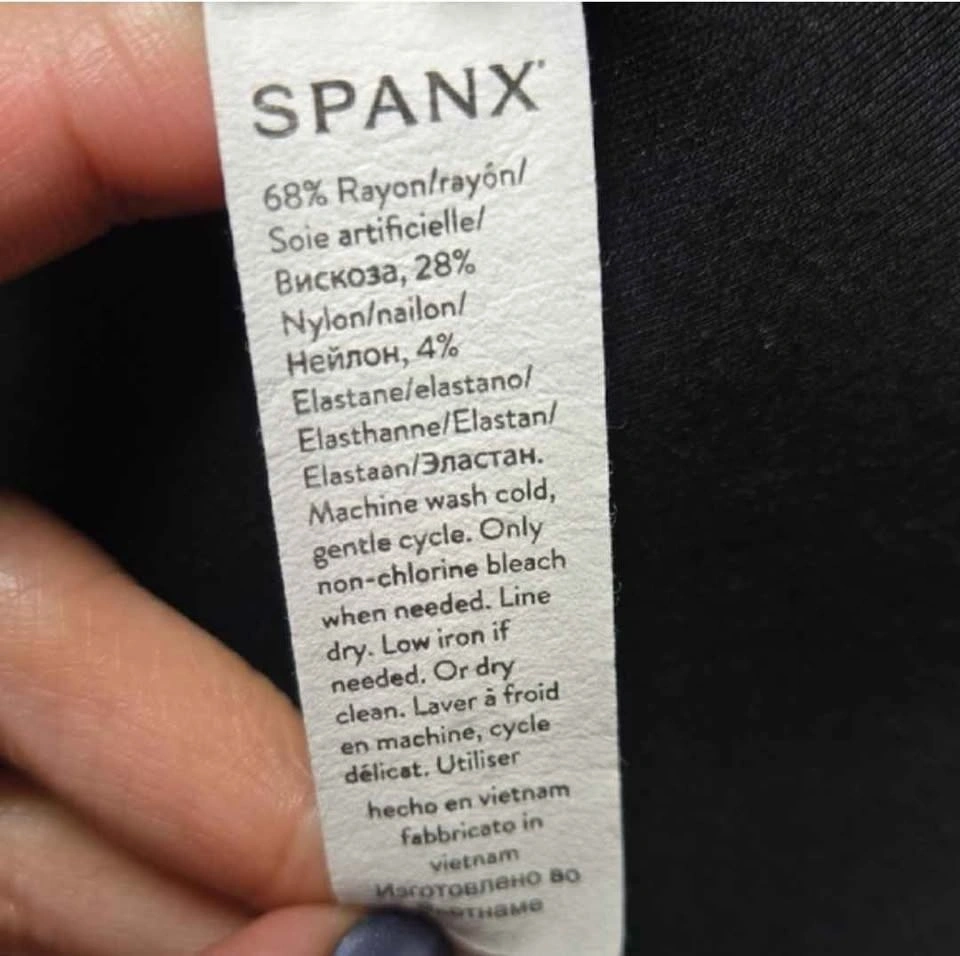 SPANX
68% Rayon/rayón/
Soie artificielle/
Вискоза, 28%
Nylon/nailon/
Нейлон, 4%
Elastane/elastano/
Elasthanne/Elastan/
Elastaan/Эластан.
Machine wash cold,
gentle cycle. Only
non-chlorine bleach
when needed. Line
dry. Low iron if
needed. Or dry
clean. Laver à froid
en machine, cycle
délicat. Utiliser
hecho en vietnam
fabbricato in
vietnam
Изготовлено во